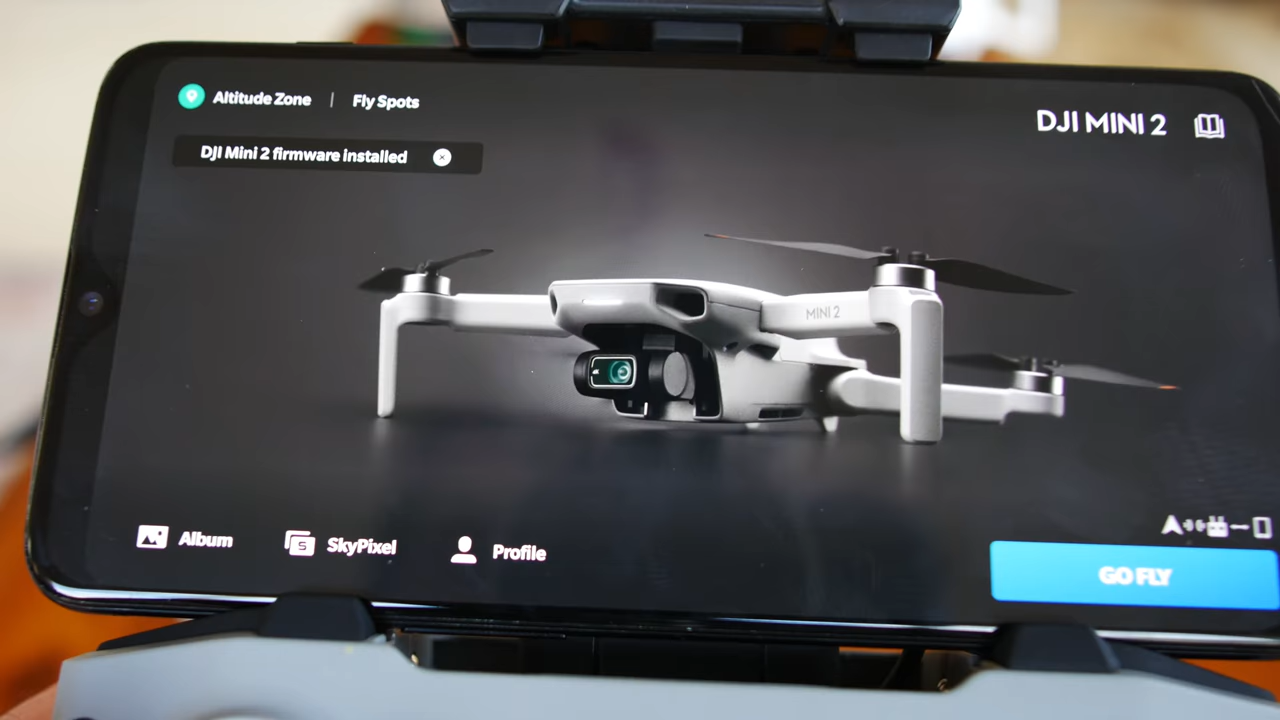 Altitude Zone | Fly Spots
DJI MINI 2
DJI Mini 2 firmware installed
MINI 2
Album
SkyPixel
Profile
GO FLY